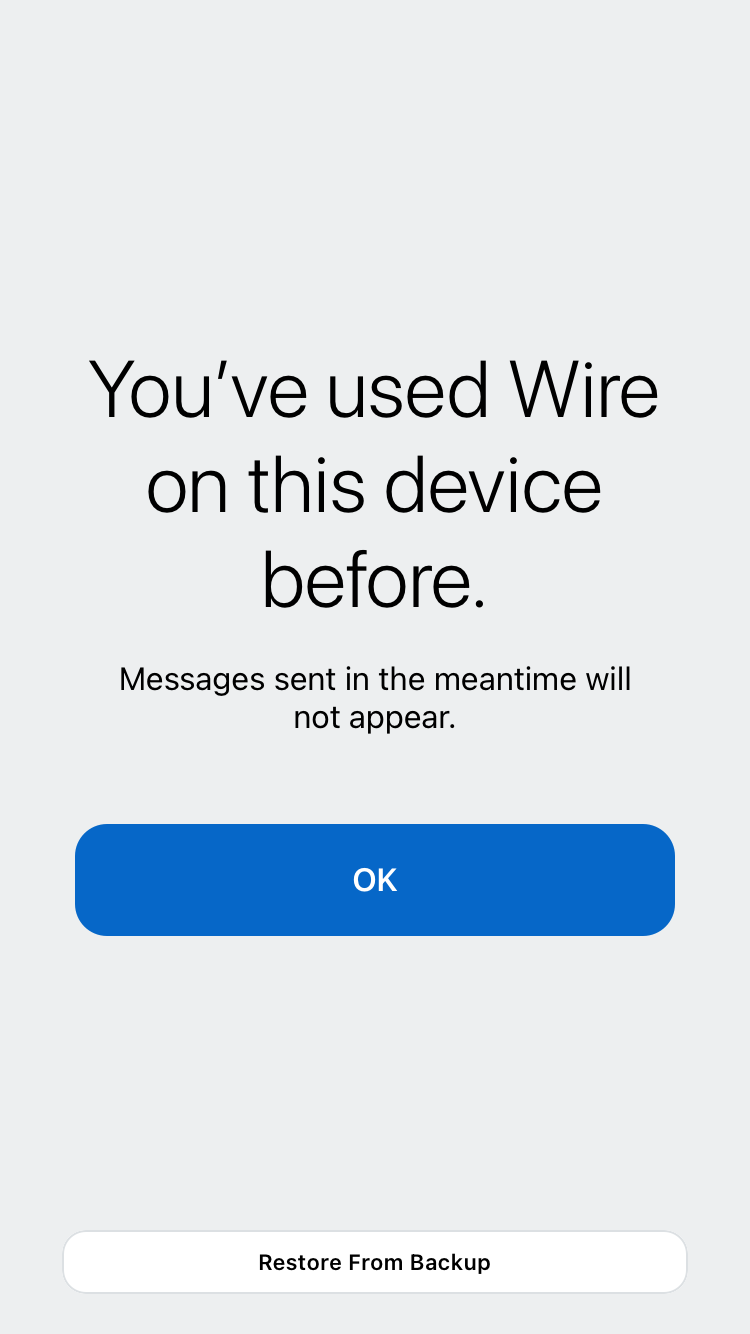 You’ve used Wire
on this device
before.
Messages sent in the meantime will
not appear.
OK
Restore From Backup